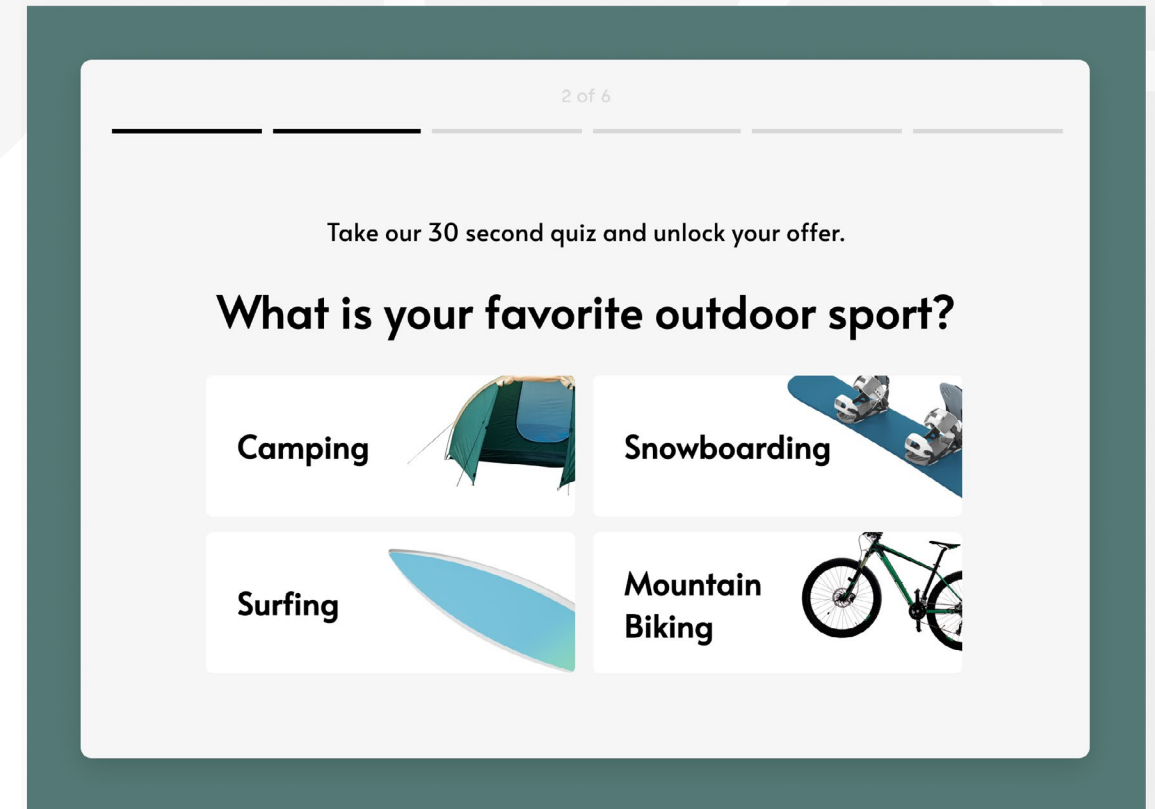 2 of 6
Take our 30 second quiz and unlock your offer.
What is your favorite outdoor sport?
Camping
Snowboarding
Surfing
Mountain
Biking